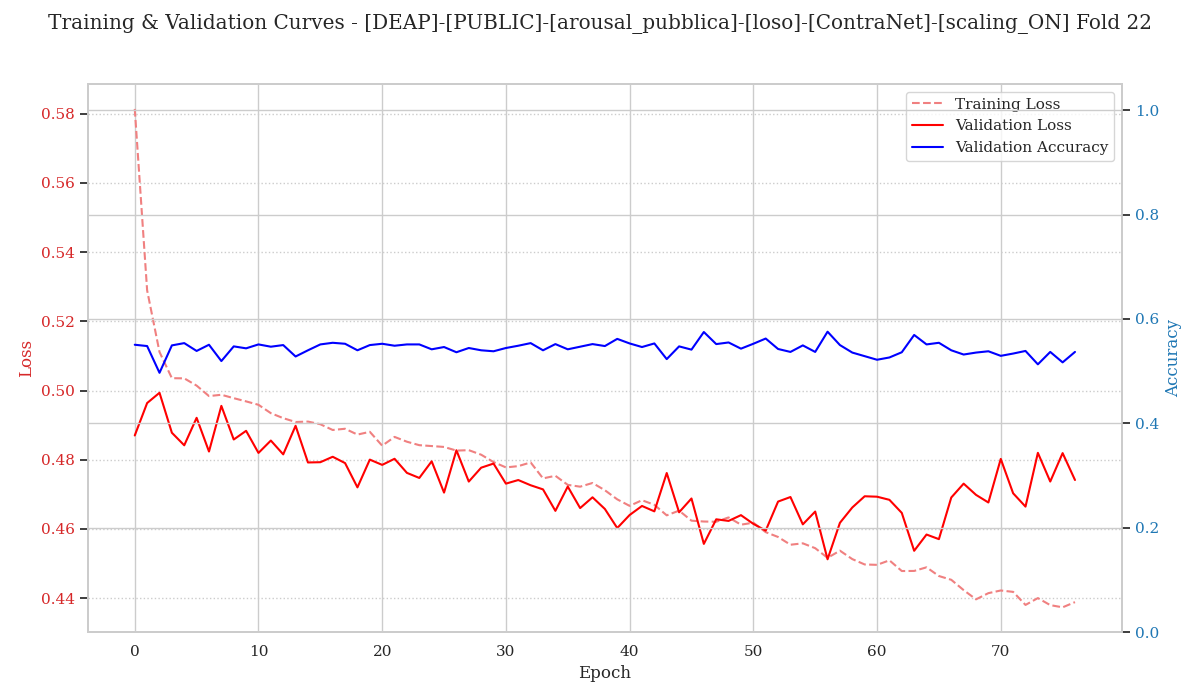 Training & Validation Curves - [DEAP]-[PUBLIC]-[arousal_pubblica]-[loso]-[ContraNet]-[scaling_ON] Fold 22
Training Loss
Validation Loss
Validation Accuracy
Loss
0.58
0.56
0.54
0.52
0.50
0.48
0.46
0.44
1.0
0.8
0.6
0.4
0.2
0.0
Accuracy
0 10 20 30 40 50 60 70
Epoch